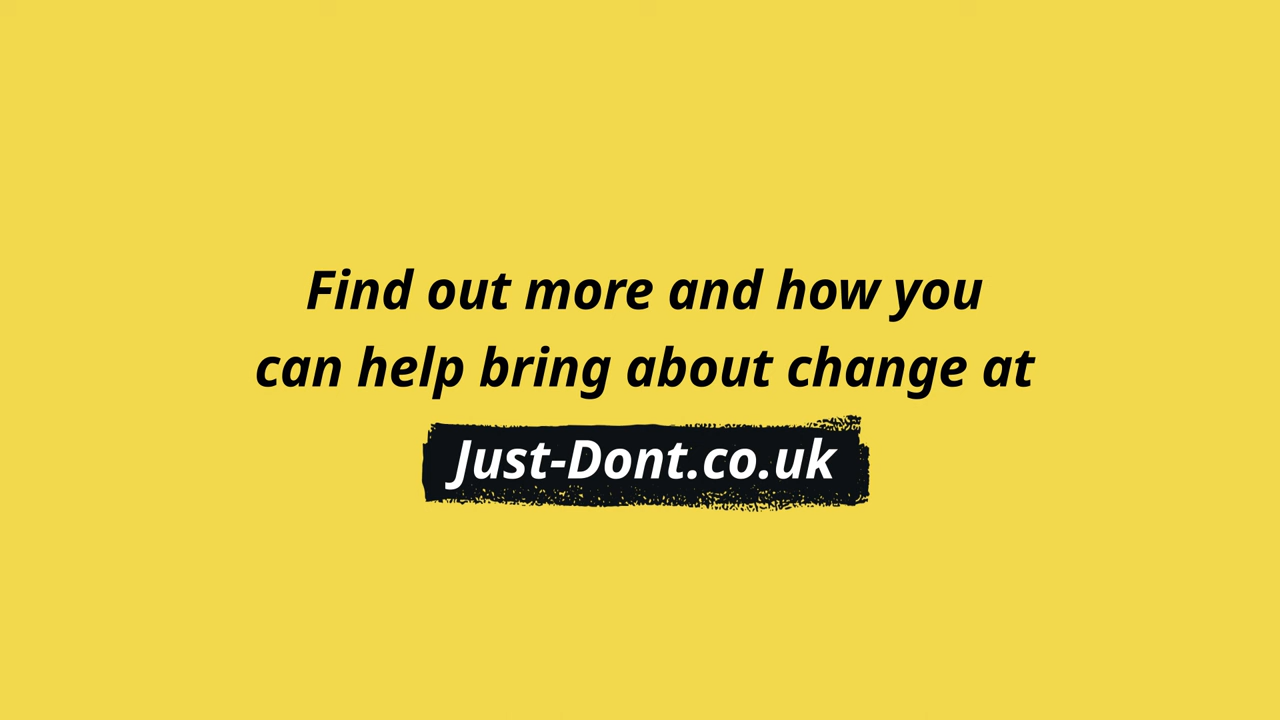 Find out more and how you
can help bring about change at
Just-Dont.co.uk